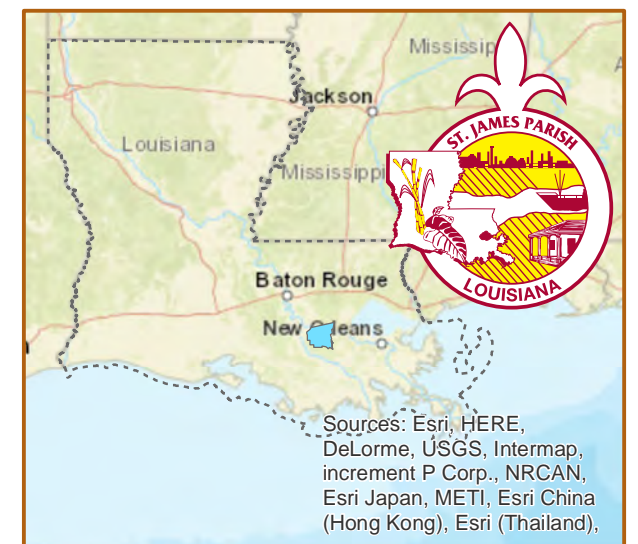 Mississip
Jackson
Louisiana
Mississippi
ST. JAMES PARISH
LOUISIANA
Baton Rouge
New leans
Sources: Esri, HERE,
DeLorme, USGS, Intermap,
increment P Corp., NRCAN,
Esri Japan, METI, Esri China
(Hong Kong), Esri (Thailand),